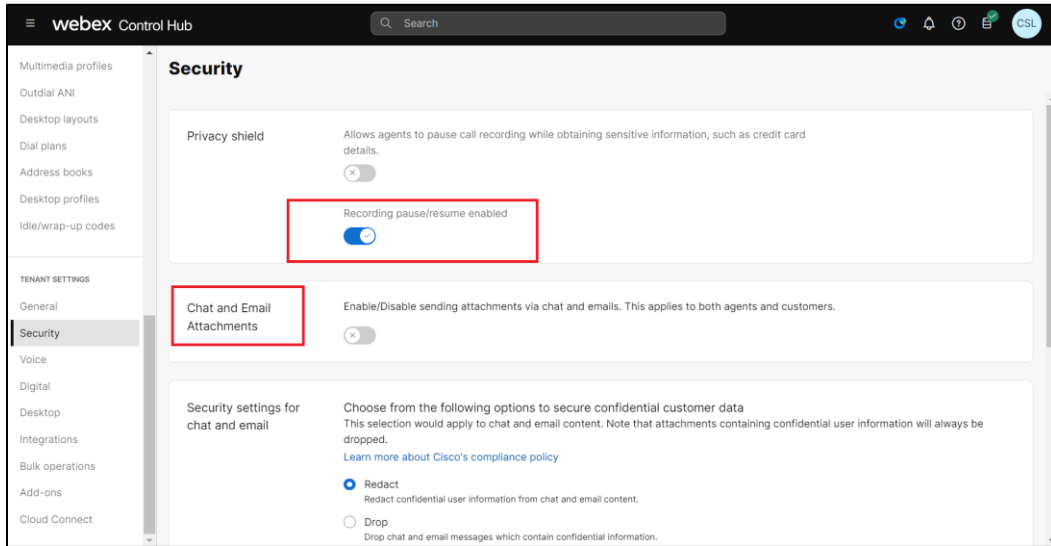 webex Control Hub
Search
CSL
Multimedia profiles
Outdial ANI
Desktop layouts
Dial plans
Address books
Desktop profiles
Idle/wrap-up codes
TENANT SETTINGS
General
Security
Voice
Digital
Desktop
Integrations
Bulk operations
Add-ons
Cloud Connect
Security
Privacy shield
Allows agents to pause call recording while obtaining sensitive information, such as credit card
details.
Recording pause/resume enabled
Chat and Email
Attachments
Enable/Disable sending attachments via chat and emails. This applies to both agents and customers.
Security settings for
chat and email
Choose from the following options to secure confidential customer data
This selection would apply to chat and email content. Note that attachments containing confidential user information will always be
dropped.
Learn more about Cisco's compliance policy
Redact
Redact confidential user information from chat and email content.
Drop
Drop chat and email messages which contain confidential information.